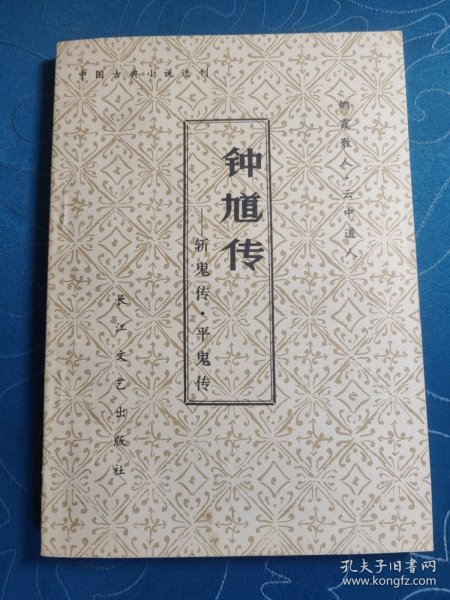 中国古典小说选刊
烟霞散人·云中道人
钟馗传
——斩鬼传·平鬼传
长江文艺出版社
孔夫子旧书网
www.kongfz.com